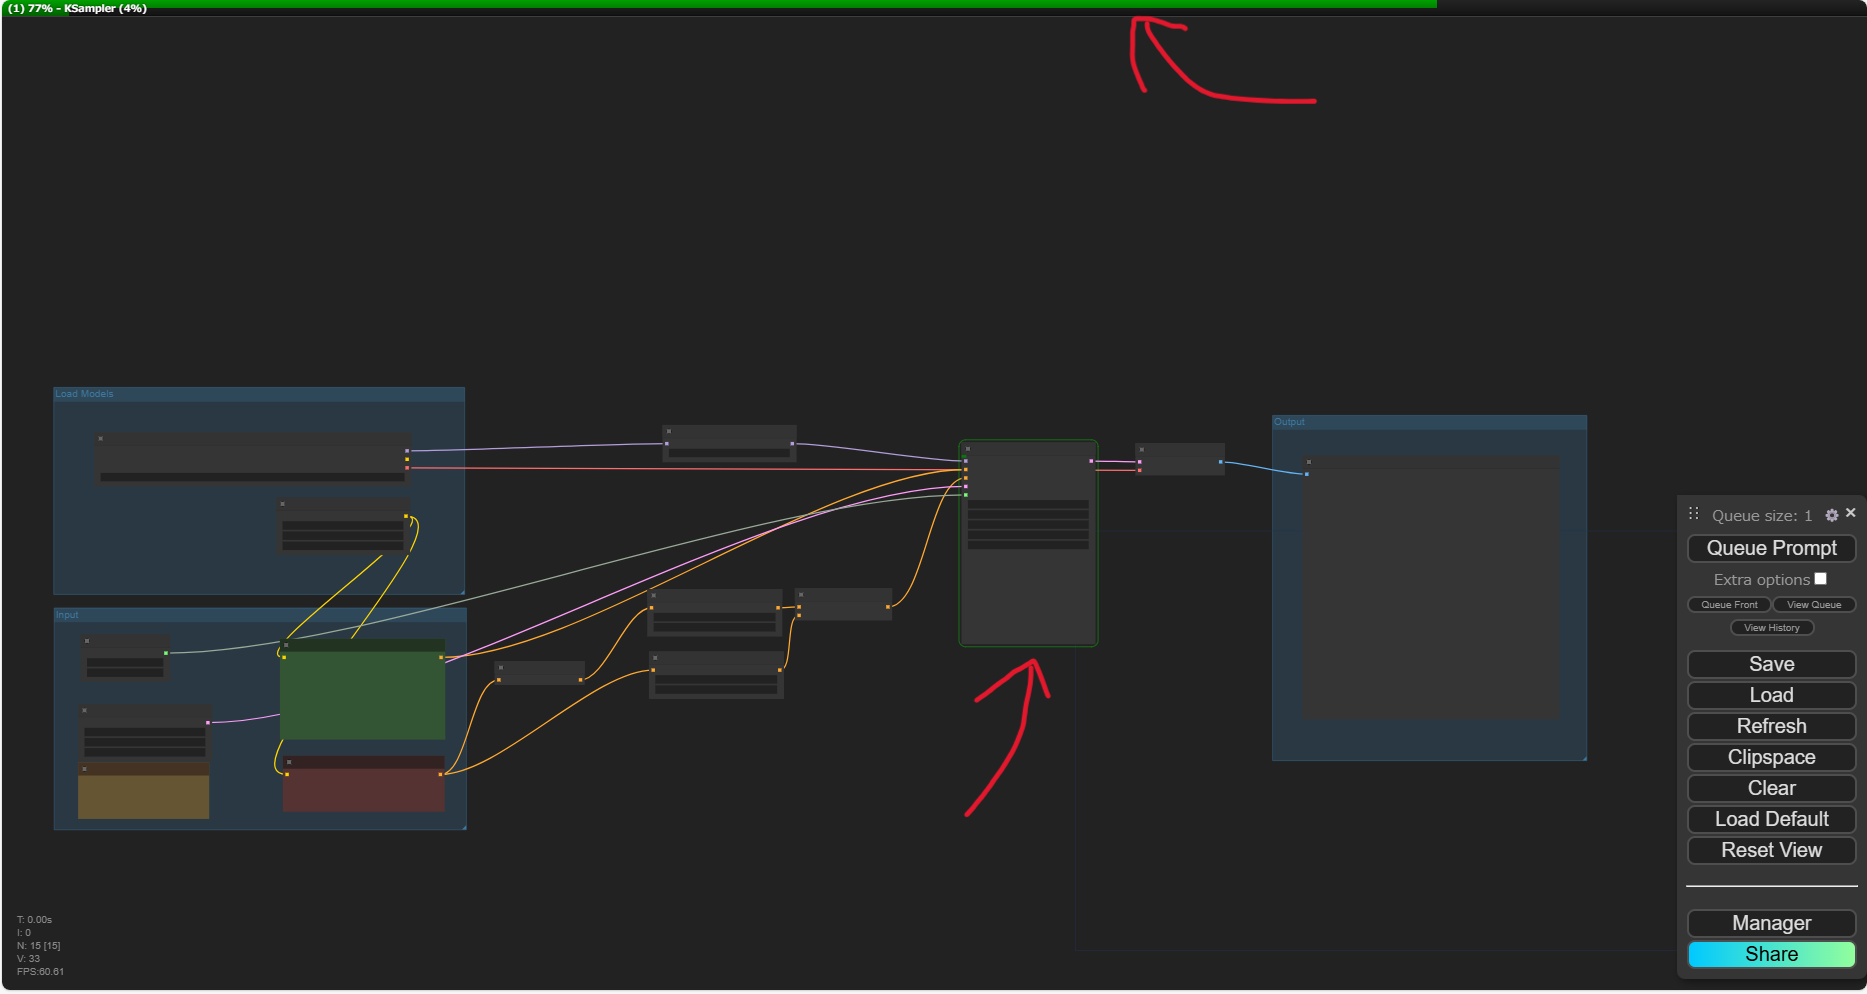 (1) 77% - KSampler (4%)
Load Models
Output
Input
Queue size: 1
Queue Prompt
Extra options
Queue Front
View Queue
View History
Save
Load
Refresh
Clipspace
Clear
Load Default
Reset View
Manager
Share
T: 0.00s
I: 0
N: 15 [15]
V: 33
FPS:60.61